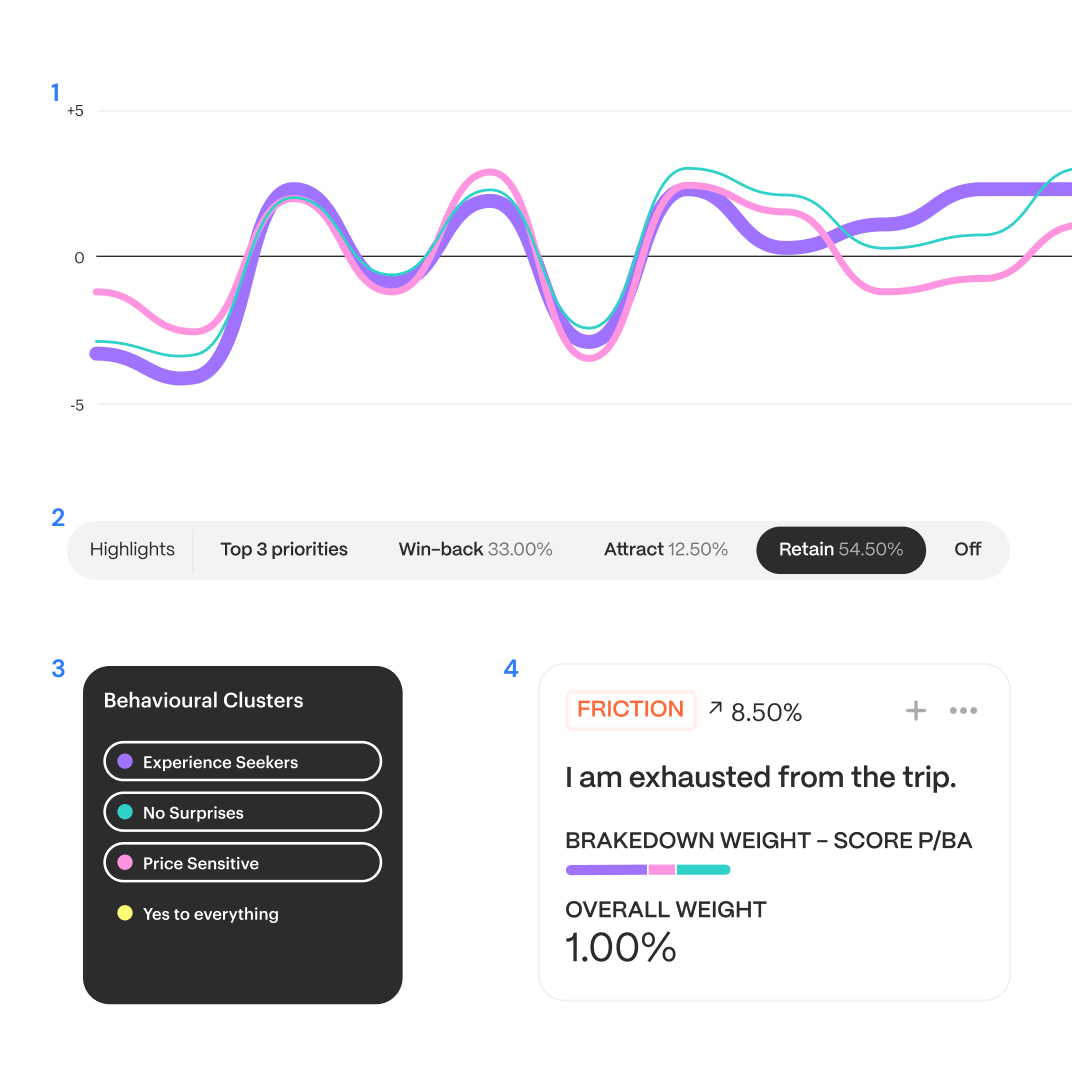 1
+5
0
-5
2
Highlights Top 3 priorities Win-back 33.00% Attract 12.50% Retain 54.50% Off
3
Behavioural Clusters
Experience Seekers
No Surprises
Price Sensitive
Yes to everything
4
FRICTION ↗ 8.50% + •••
I am exhausted from the trip.
BRAKEDOWN WEIGHT – SCORE P/BA
OVERALL WEIGHT
1.00%